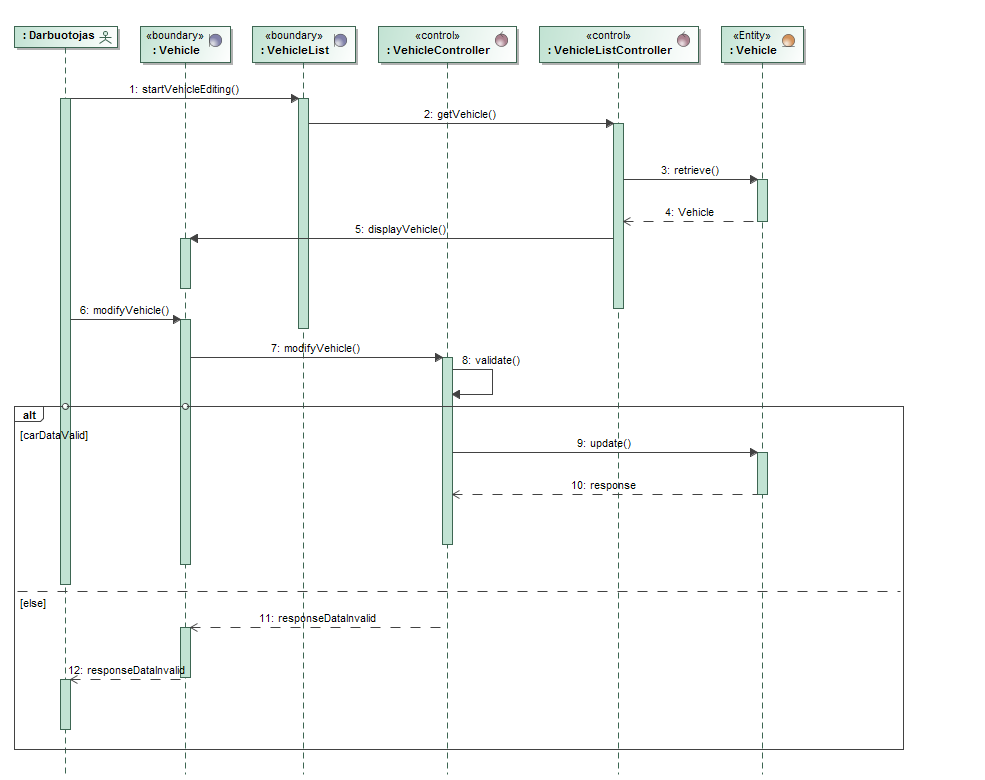 : Darbuotojas
«boundary»
: Vehicle
«boundary»
: VehicleList
«control»
: VehicleController
«control»
: VehicleListController
«Entity»
: Vehicle
1: startVehicleEditing()
2: getVehicle()
3: retrieve()
4: Vehicle
5: displayVehicle()
6: modifyVehicle()
7: modifyVehicle()
8: validate()
alt
[carDataValid]
9: update()
10: response
[else]
11: responseDataInvalid
12: responseDataInvalid